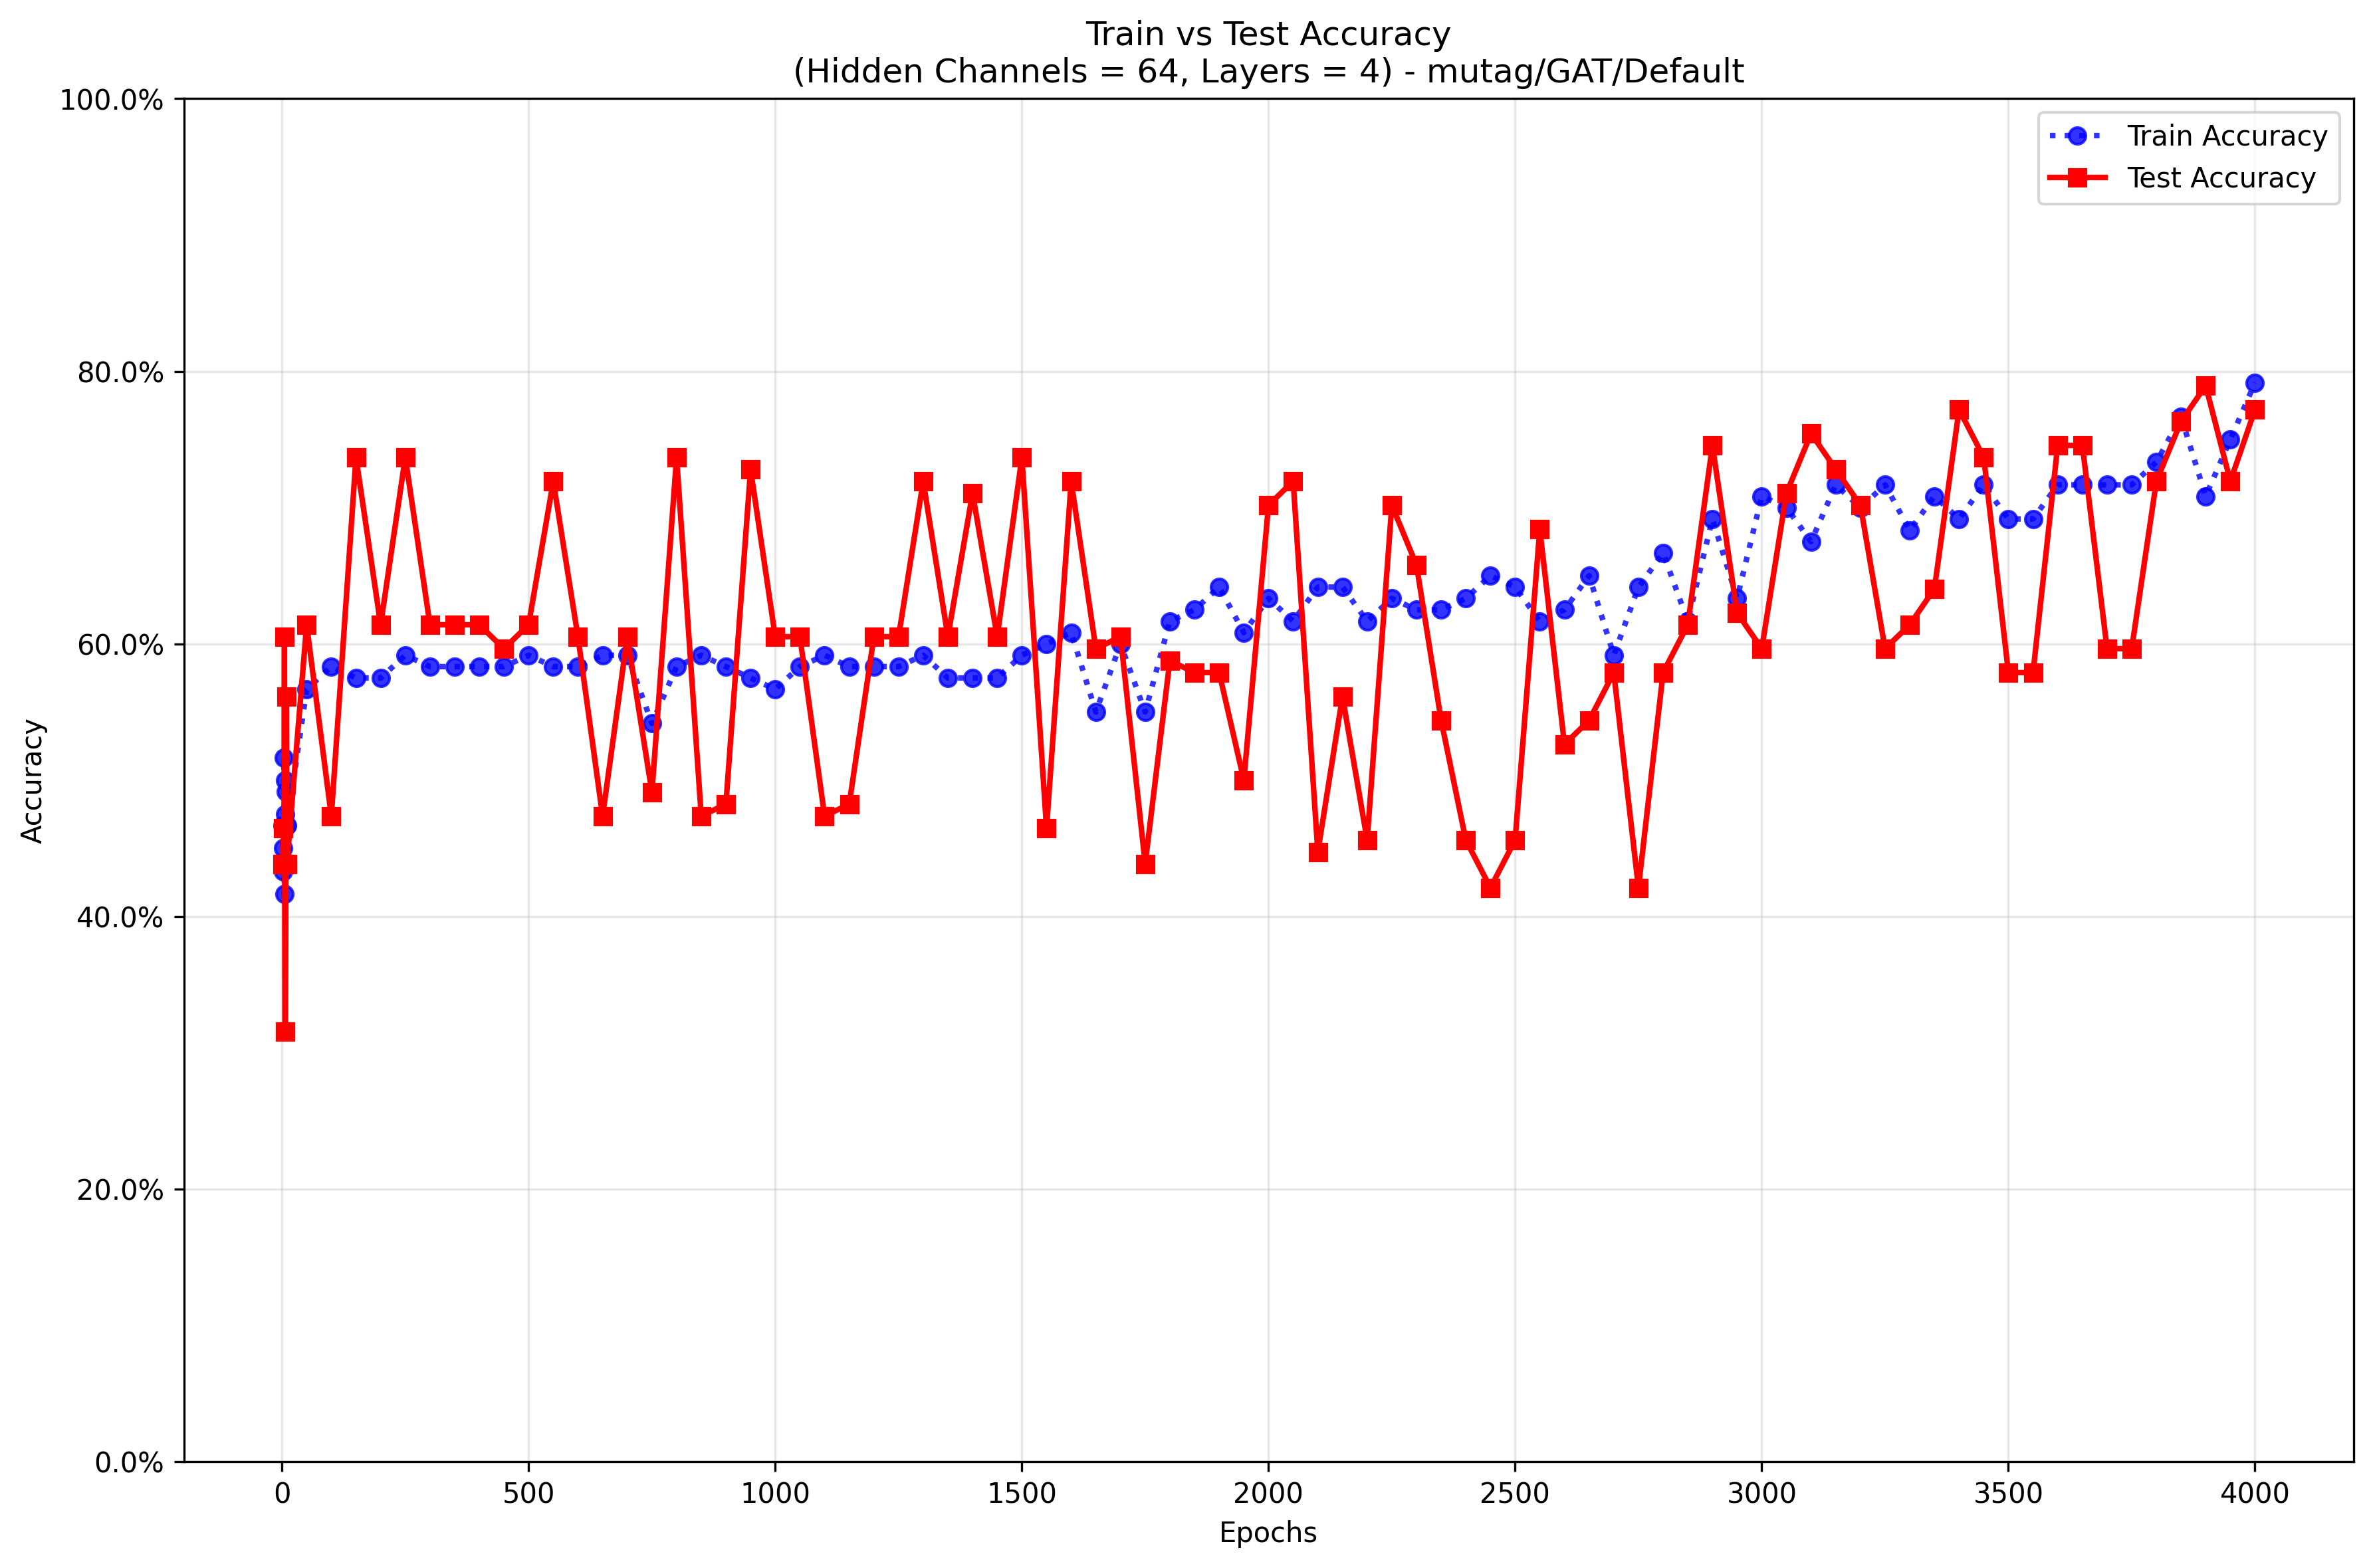 Train vs Test Accuracy
(Hidden Channels = 64, Layers = 4) - mutag/GAT/Default
100.0%
80.0%
60.0%
40.0%
20.0%
0.0%
Accuracy
Train Accuracy
Test Accuracy
0 500 1000 1500 2000 2500 3000 3500 4000
Epochs